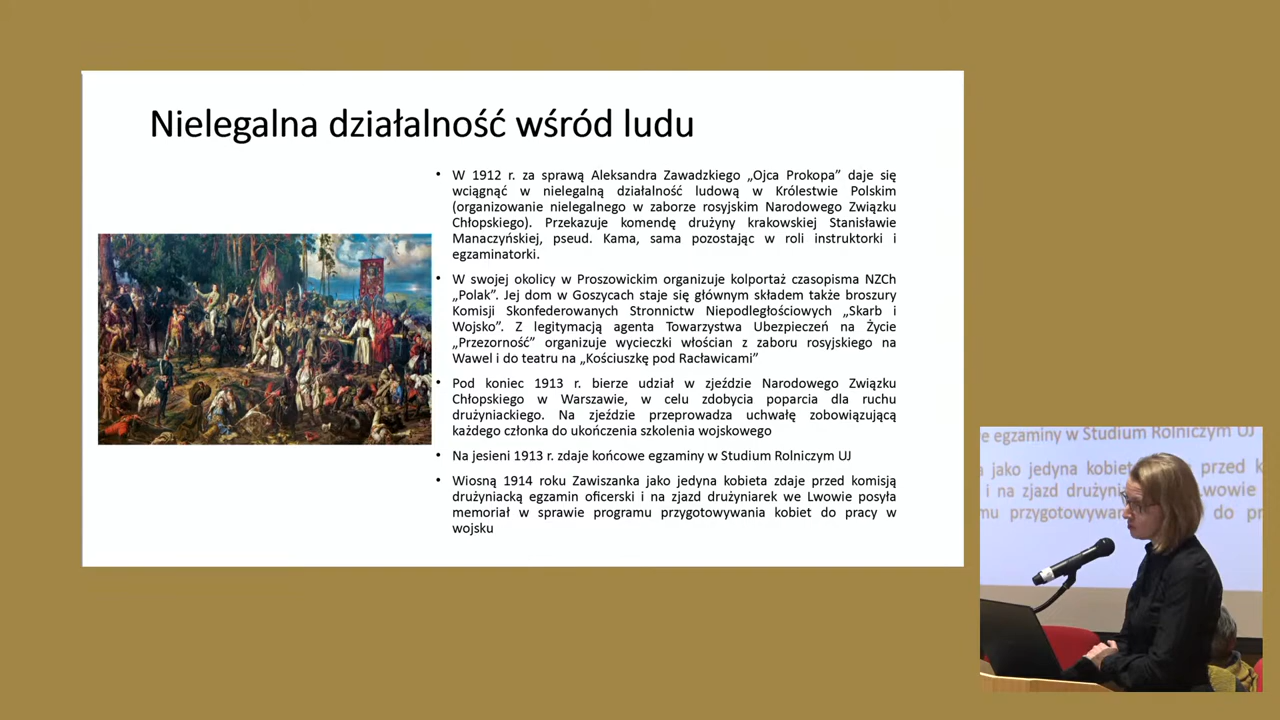 Nielegalna działalność wśród ludu
• W 1912 r. za sprawą Aleksandra Zawadzkiego „Ojca Prokopa” daje się
wciągnąć w nielegalną działalność ludową w Królestwie Polskim
(organizowanie nielegalnego w zaborze rosyjskim Narodowego Związku
Chłopskiego). Przekazuje komendę drużyny krakowskiej Stanisławie
Manaczyńskiej, pseud. Kama, sama pozostając w roli instruktorki i
egzaminatorki.
• W swojej okolicy w Proszowickim organizuje kolportaż czasopisma NZCh
„Polak”. Jej dom w Goszycach staje się głównym składem także broszury
Komisji Skonfederowanych Stronnictw Niepodległościowych „Skarb i
Wojsko”. Z legitymacją agenta Towarzystwa Ubezpieczeń na Życie
„Przezorność” organizuje wycieczki włościan z zaboru rosyjskiego na
Wawel i do teatru na „Kościuszkę pod Racławicami”
• Pod koniec 1913 r. bierze udział w zjeździe Narodowego Związku
Chłopskiego w Warszawie, w celu zdobycia poparcia dla ruchu
drużyniackiego. Na zjeździe przeprowadza uchwałę zobowiązującą
każdego członka do ukończenia szkolenia wojskowego
• Na jesieni 1913 r. zdaje końcowe egzaminy w Studium Rolniczym UJ
• Wiosną 1914 roku Zawiszanka jako jedyna kobieta zdaje przed komisją
drużyniacką egzamin oficerski i na zjazd drużyniarek we Lwowie posyła
memoriał w sprawie programu przygotowywania kobiet do pracy w
wojsku
egzaminy w Studium Rolniczym UJ
jako jedyna przed
i na zjazd Lwowie
do